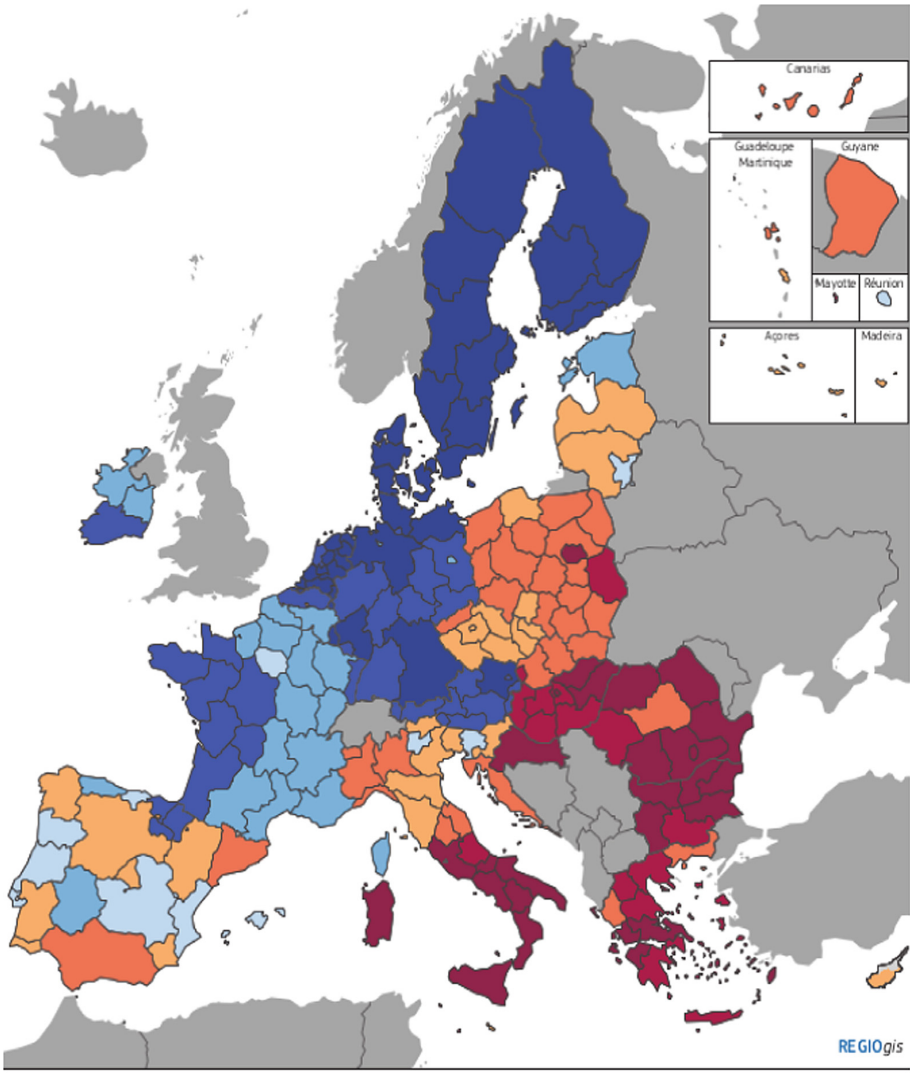 Canarias
Guadeloupe
Martinique
Guyane
Mayotte
Réunion
Açores
Madeira
REGIOgis